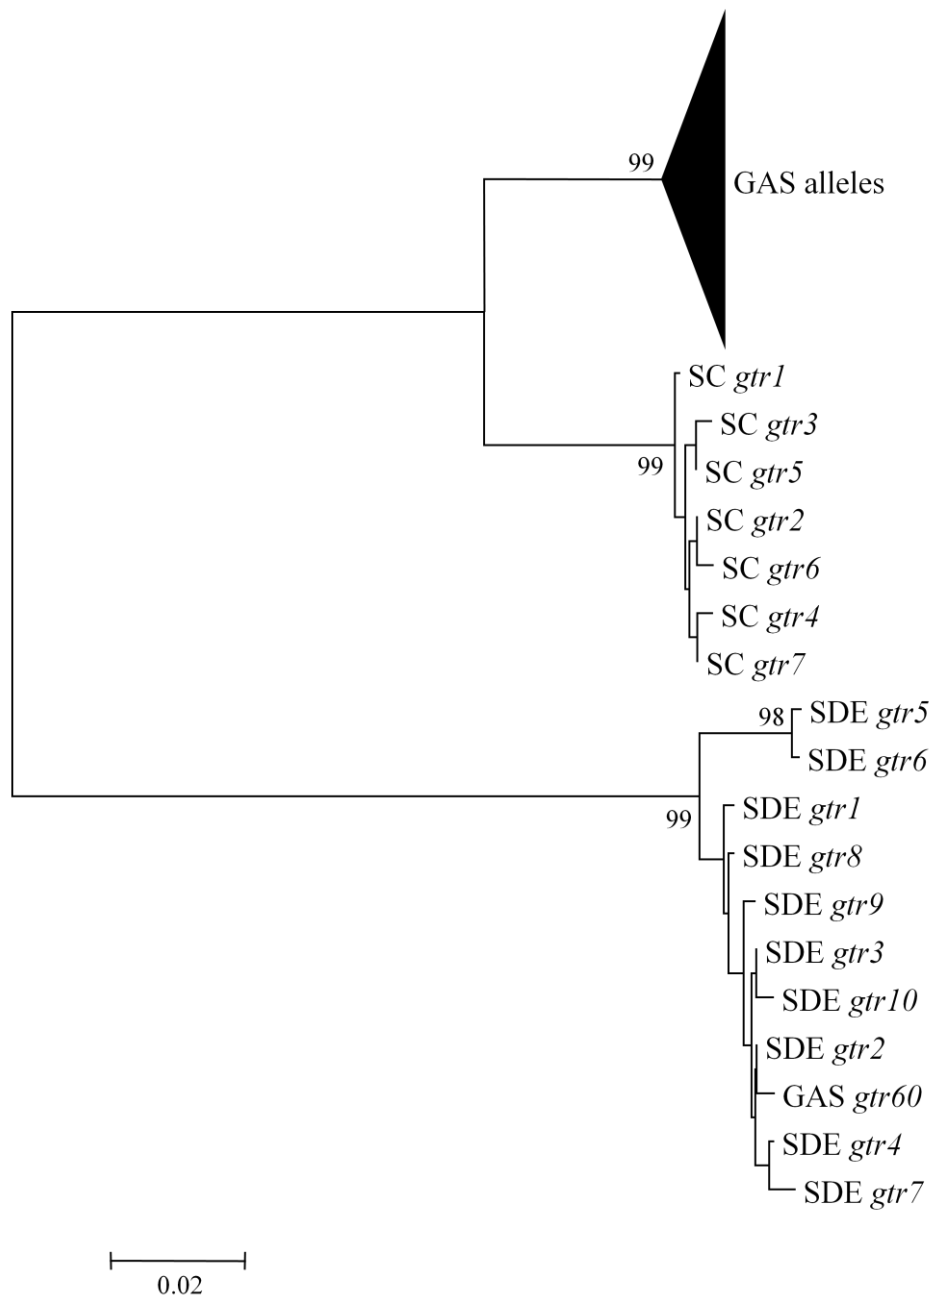 99
GAS alleles
SC gtr1
SC gtr3
99
SC gtr5
SC gtr2
SC gtr6
SC gtr4
SC gtr7
98
SDE gtr5
SDE gtr6
99
SDE gtr1
SDE gtr8
SDE gtr9
SDE gtr3
SDE gtr10
SDE gtr2
GAS gtr60
SDE gtr4
SDE gtr7
0.02